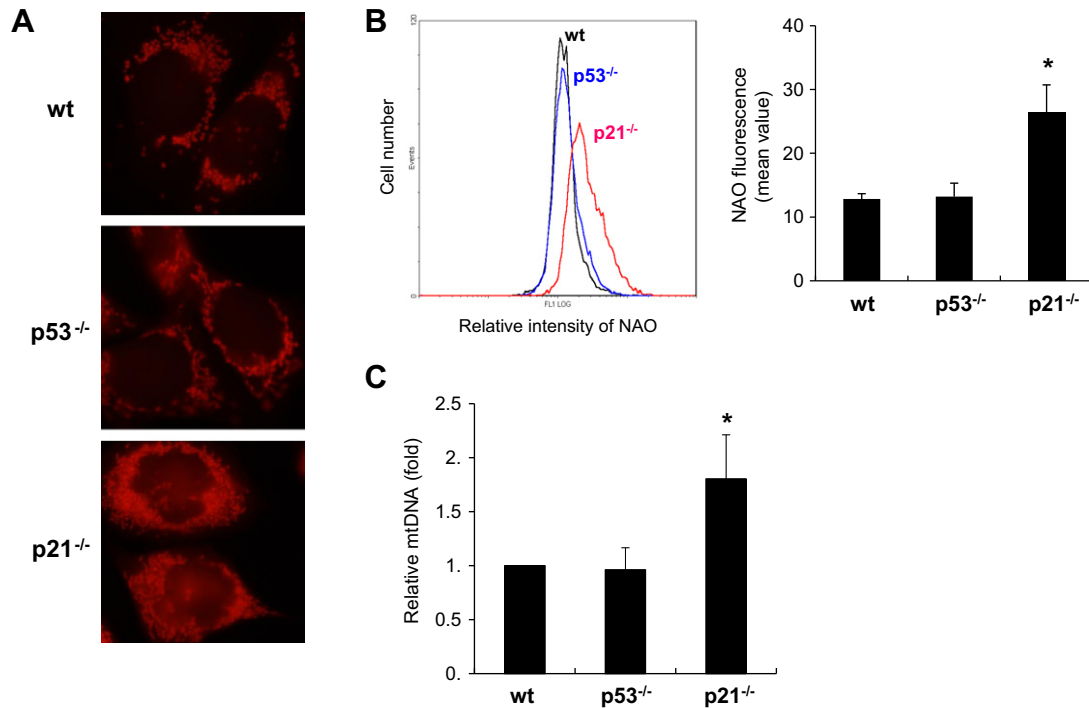 A
wt
p53-/-
p21-/-
B
120
Events
0
Cell number
wt
p53-/-
p21-/-
FL1 LOG
Relative intensity of NAO
40
30
20
10
0
NAO fluorescence
(mean value)
*
wt
p53-/-
p21-/-
C
2.5
2.
1.5
1.
0.5
0.
Relative mtDNA (fold)
*
wt
p53-/-
p21-/-